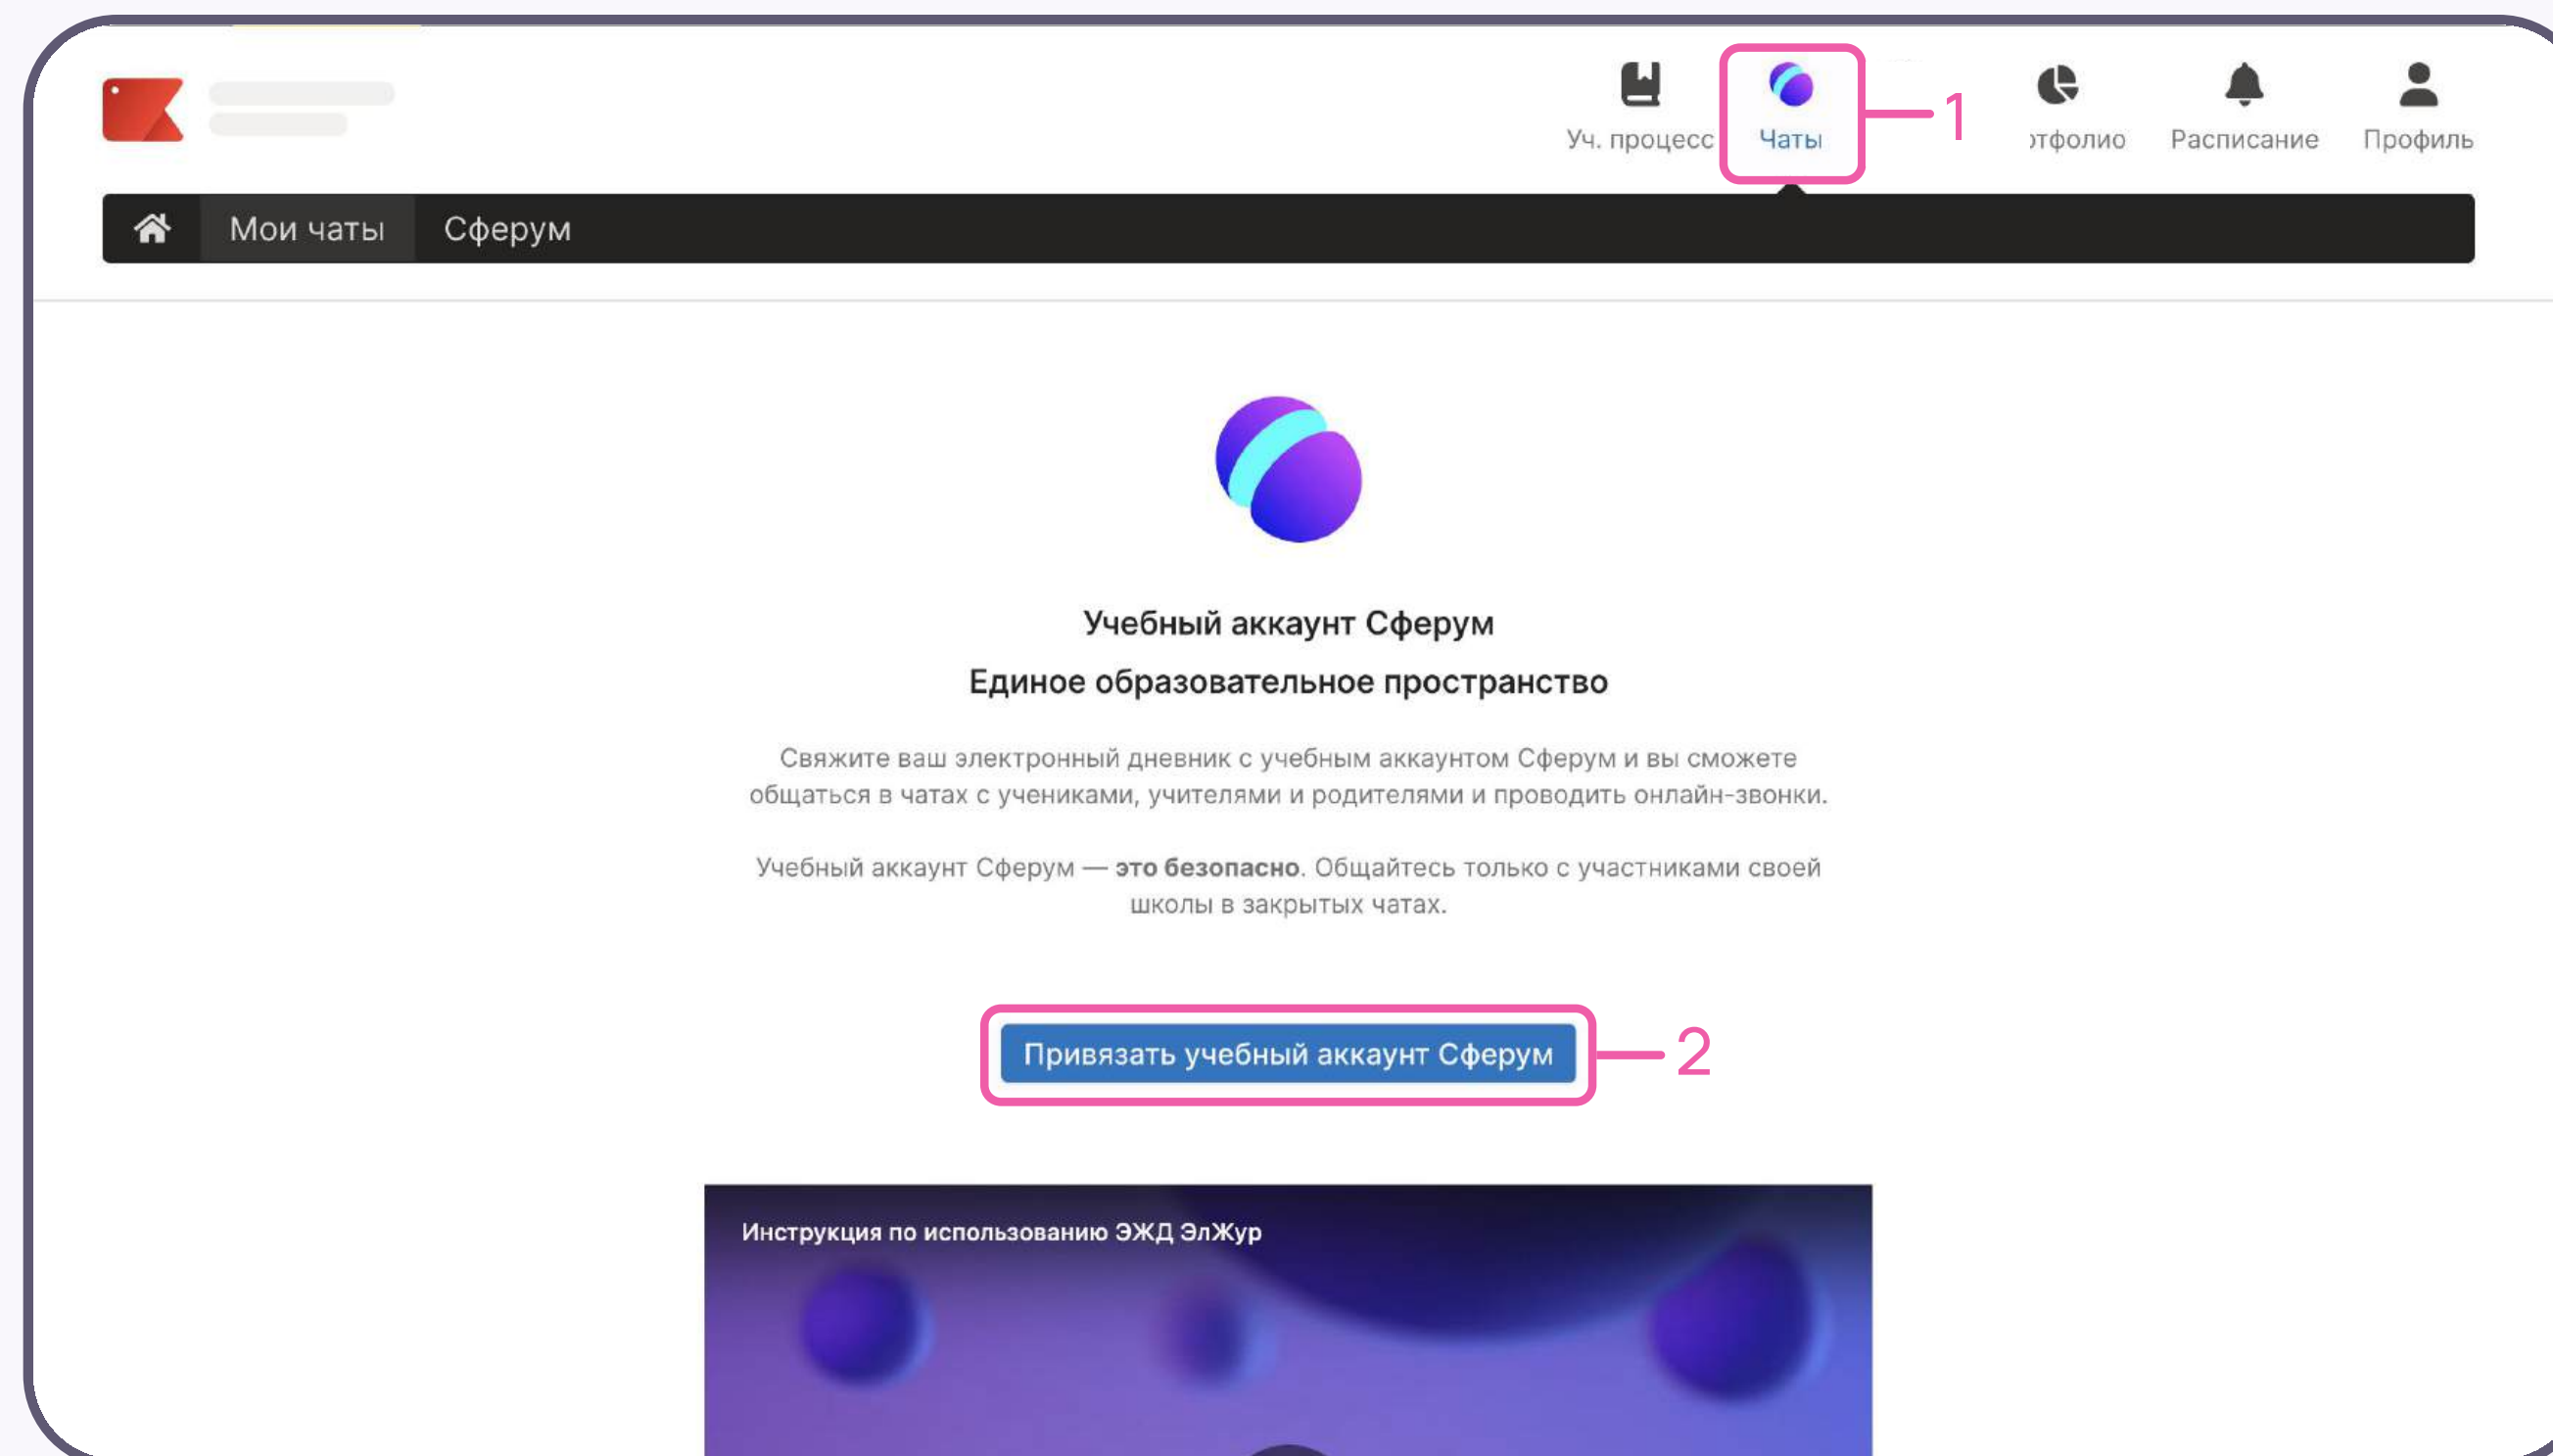 Уч. процесс
Чаты
1
ртфолио
Расписание
Профиль
Мои чаты
Сферум
Учебный аккаунт Сферум
Единое образовательное пространство
Свяжите ваш электронный дневник с учебным аккаунтом Сферум и вы сможете
общаться в чатах с учениками, учителями и родителями и проводить онлайн-звонки.
Учебный аккаунт Сферум — это безопасно. Общайтесь только с участниками своей
школы в закрытых чатах.
Привязать учебный аккаунт Сферум
2
Инструкция по использованию ЭЖД ЭлЖур